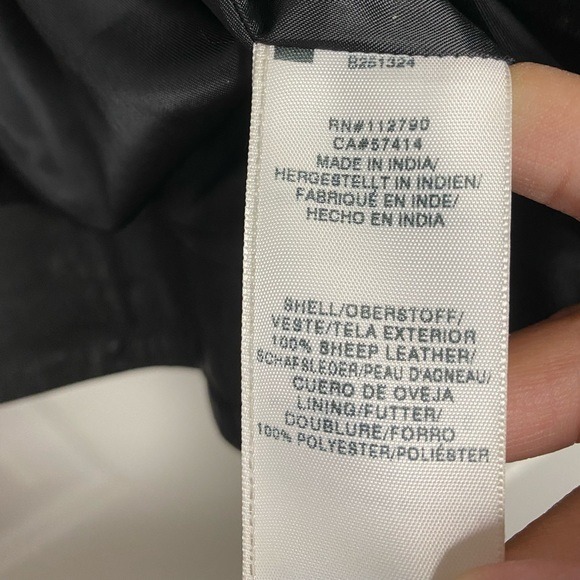 B251324
RN#112790
CA#57414
MADE IN INDIA/
HERGESTELLT IN INDIEN/
FABRIQUÉ EN INDE/
HECHO EN INDIA
SHELL/OBERSTOFF/
VESTE/TELA EXTERIOR
100% SHEEP LEATHER/
SCHAFSLEDER/PEAU D'AGNEAU/
CUERO DE OVEJA
LINING/FUTTER/
DOUBLURE/FORRO
100% POLYESTER/POLIÉSTER